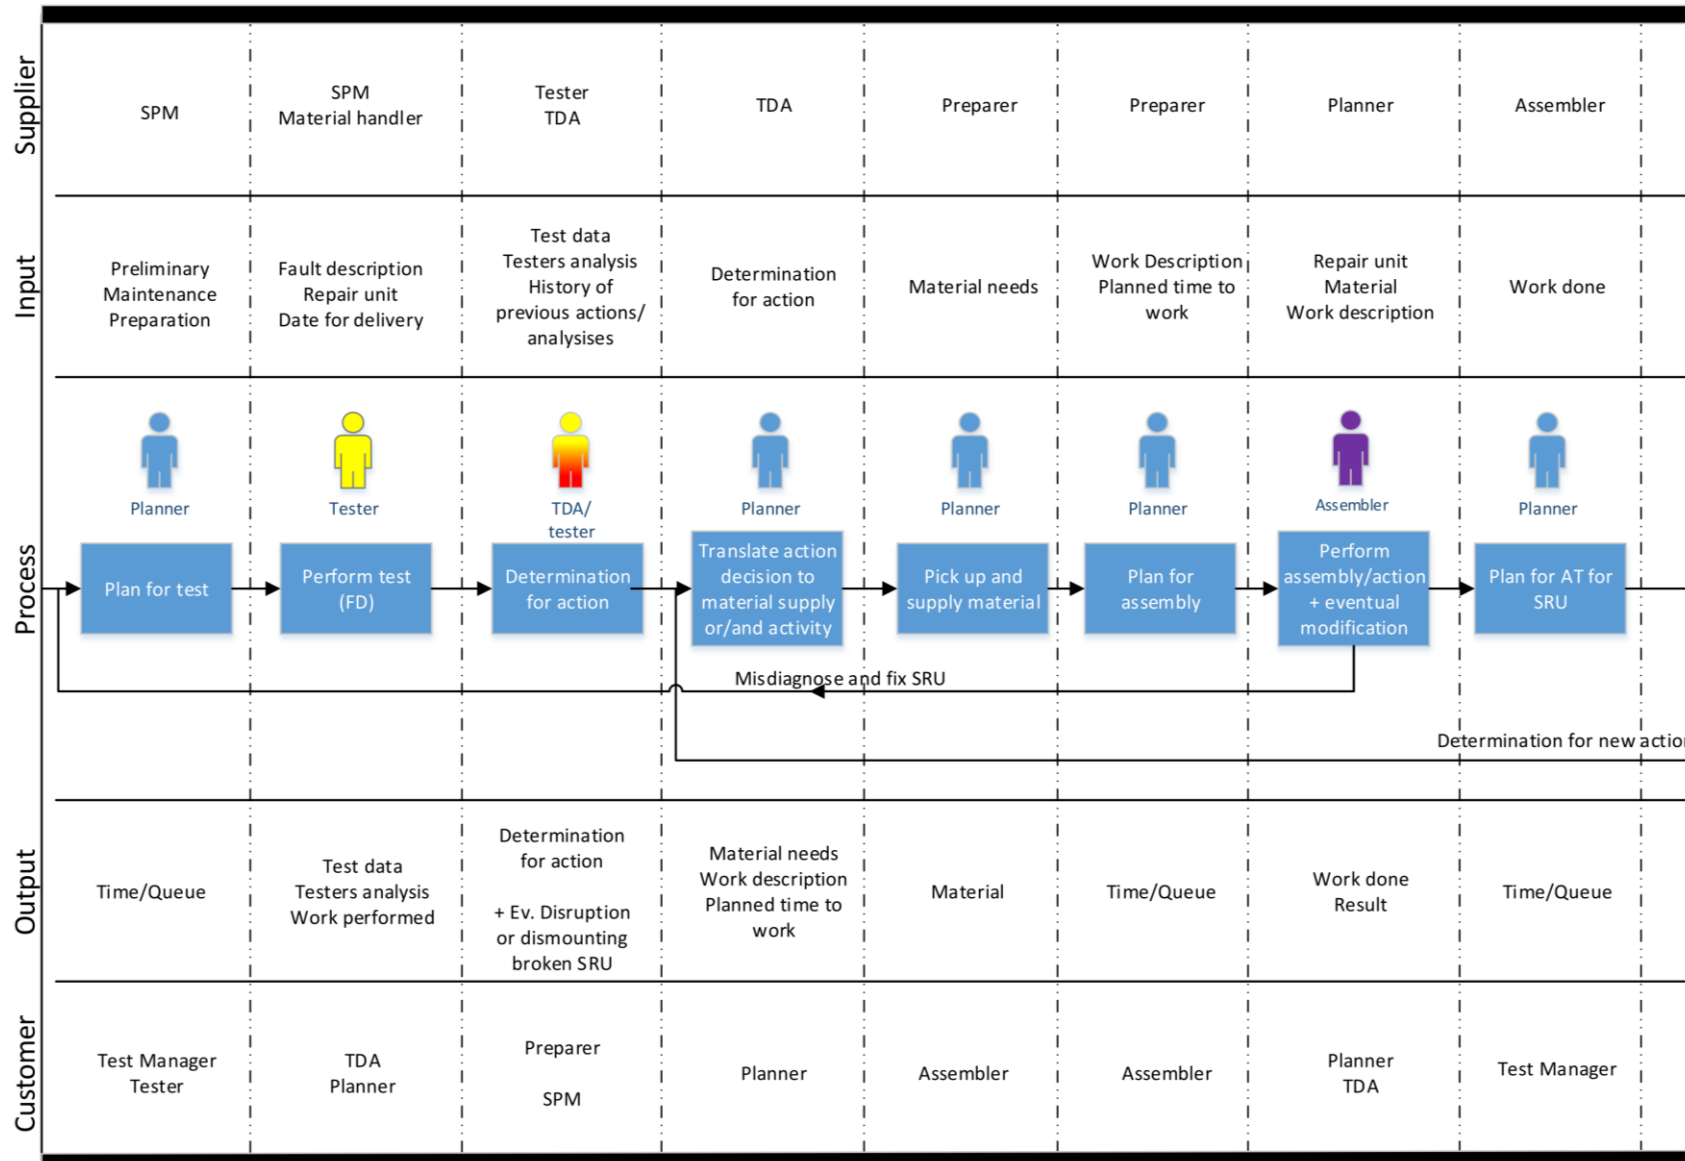 Supplier
SPM
SPM
Material handler
Tester
TDA
TDA
Preparer
Preparer
Planner
Assembler
Input
Preliminary
Maintenance
Preparation
Fault description
Repair unit
Date for delivery
Test data
Testers analysis
History of
previous actions/
analysises
Determination
for action
Material needs
Work Description
Planned time to
work
Repair unit
Material
Work description
Work done
Process
Planner
Plan for test
Tester
Perform test
(FD)
TDA/
tester
Determination
for action
Planner
Translate action
decision to
material supply
or/and activity
Planner
Pick up and
supply material
Planner
Plan for
assembly
Assembler
Perform
assembly/action
+ eventual
modification
Planner
Plan for AT for
SRU
Misdiagnose and fix SRU
Determination for new action
Output
Time/Queue
Test data
Testers analysis
Work performed
Determination
for action
+ Ev. Disruption
or dismounting
broken SRU
Material needs
Work description
Planned time to
work
Material
Time/Queue
Work done
Result
Time/Queue
Customer
Test Manager
Tester
TDA
Planner
Preparer
SPM
Planner
Assembler
Assembler
Planner
TDA
Test Manager